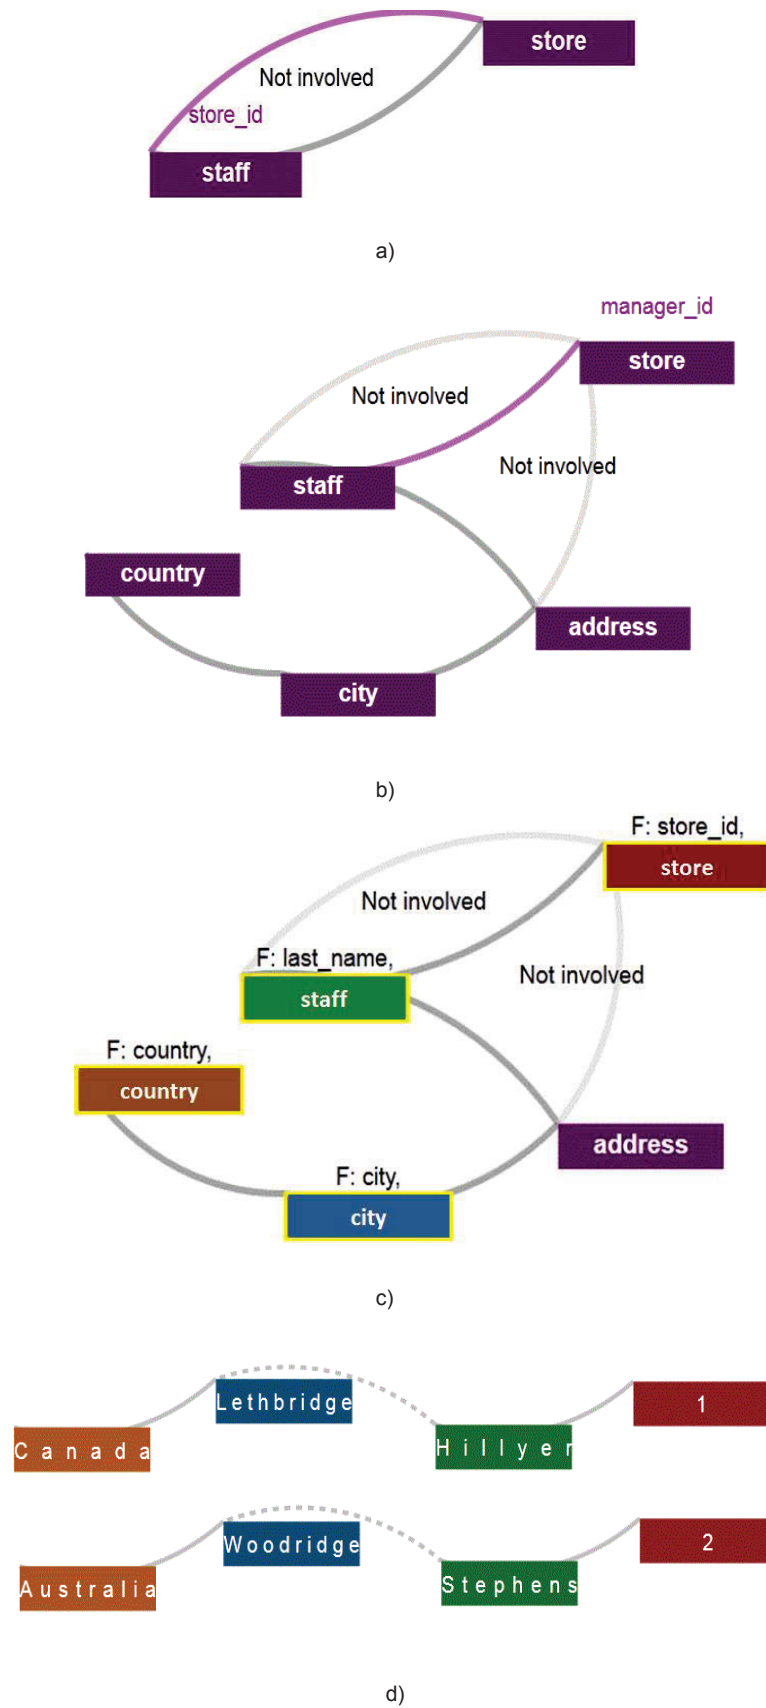 store
Not involved
store_id
staff
a)
manager_id
store
Not involved
Not involved
staff
country
address
city
b)
F: store_id,
store
Not involved
F: last_name,
Not involved
staff
F: country,
country
address
F: city,
city
c)
Lethbridge
1
Canada
Hillyer
Woodridge
2
Australia
Stephens
d)